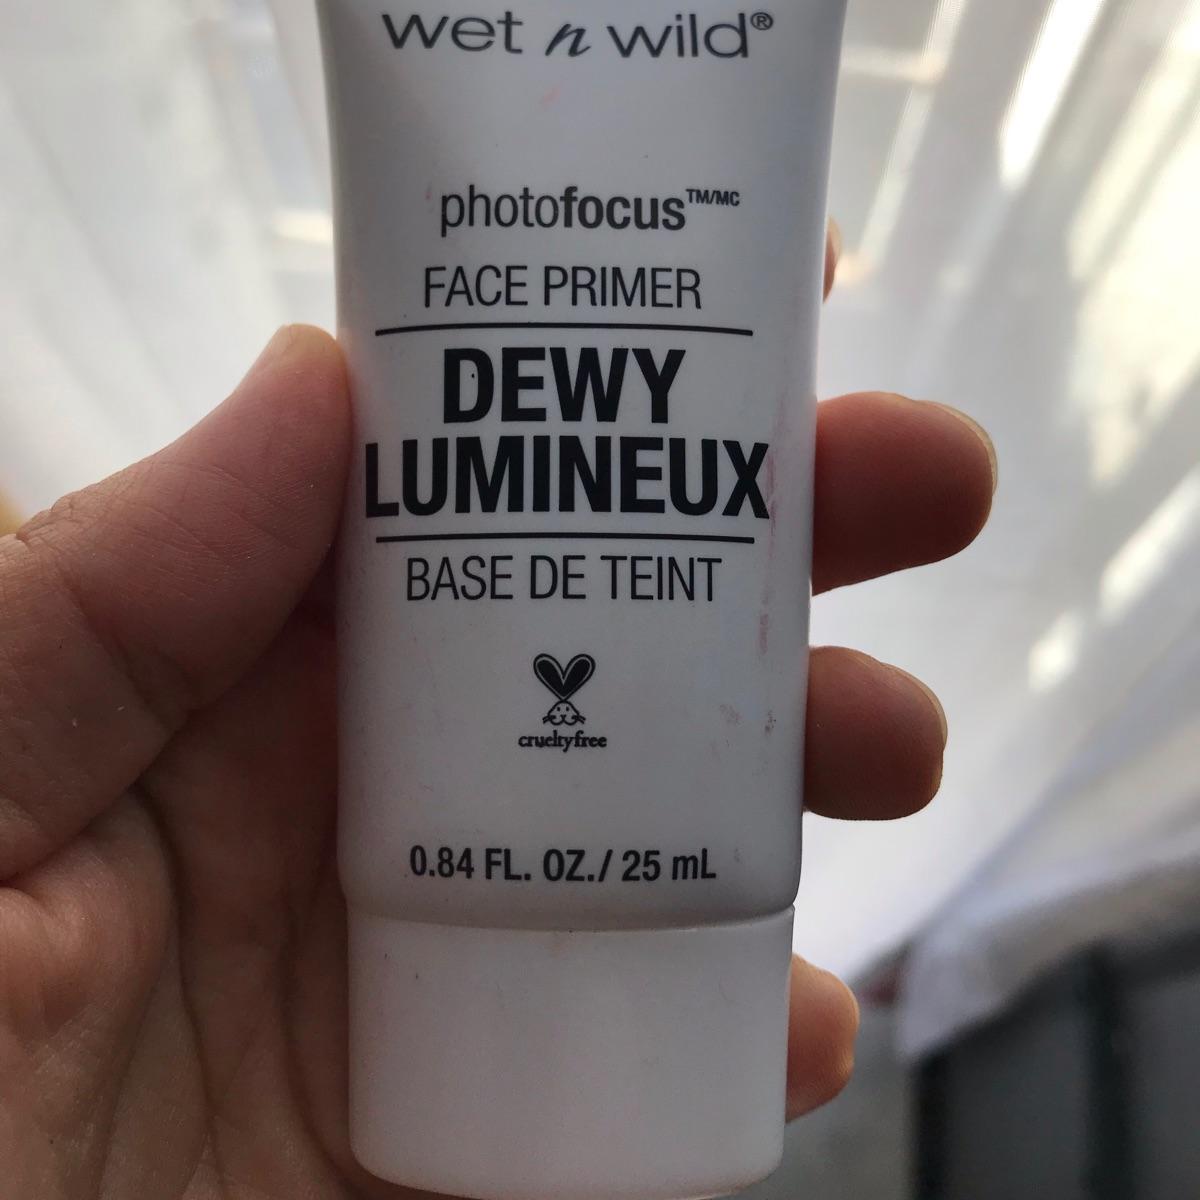 wet n wild®
photofocus™/MC
FACE PRIMER
DEWY
LUMINEUX
BASE DE TEINT
crueltyfree
0.84 FL. OZ./ 25 mL